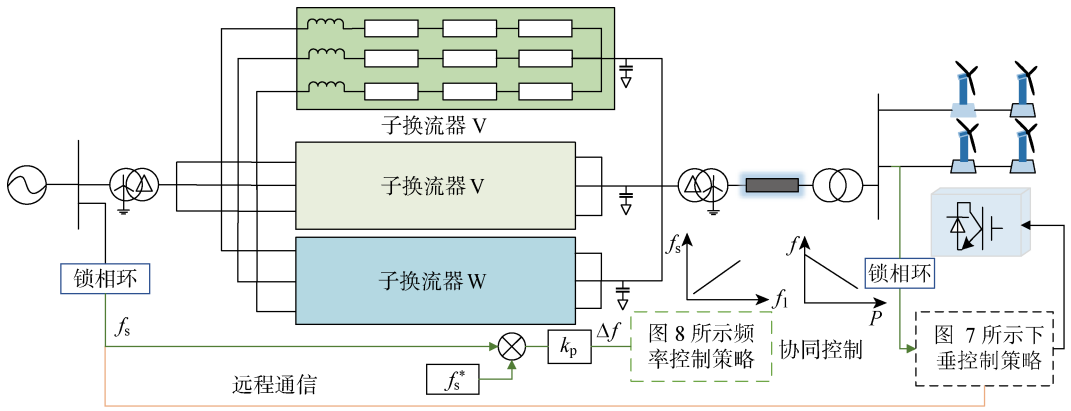 子换流器 V
子换流器 V
子换流器 W
锁相环
fs
远程通信
fs*
kp
Δf
图 8 所示频
率控制策略
协同控制
fs
f1
f
P
锁相环
图 7 所示下
垂控制策略